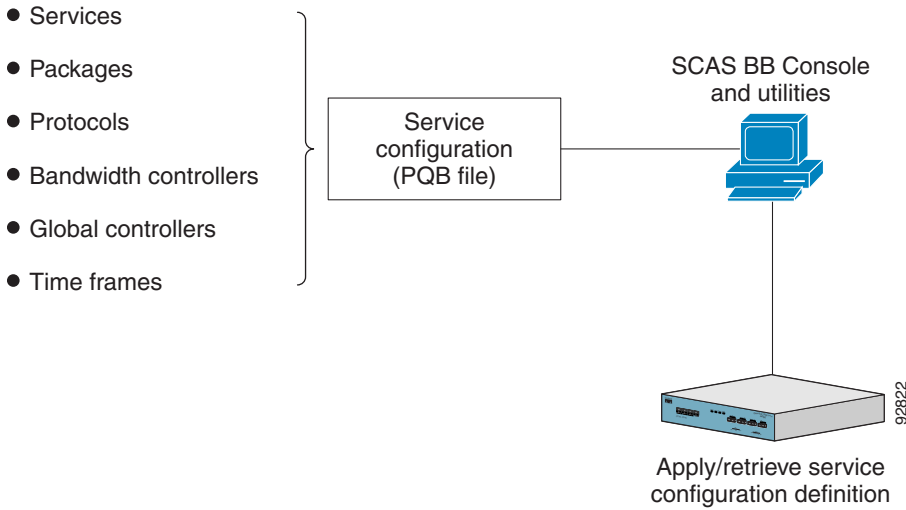 ● Services
● Packages
● Protocols
● Bandwidth controllers
● Global controllers
● Time frames
Service
configuration
(PQB file)
SCAS BB Console
and utilities
92822
Apply/retrieve service
configuration definition